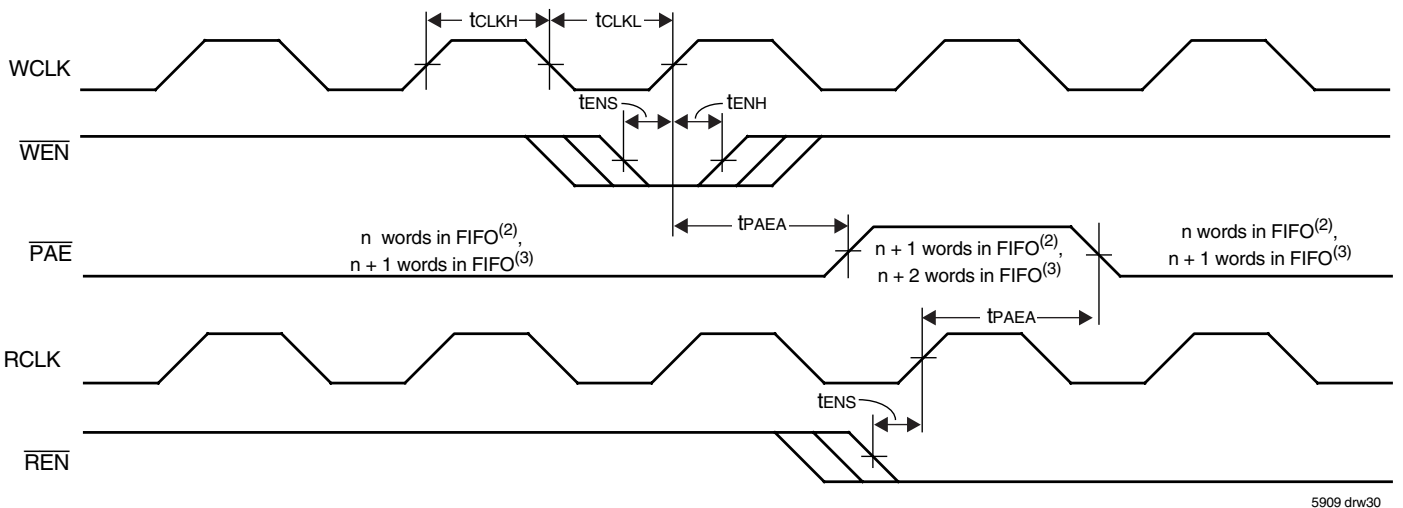 tCLKH
tCLKL
WCLK
tENS
tENH
WEN
tPAEA
PAE
n words in FIFO(2),
n + 1 words in FIFO(3)
n + 1 words in FIFO(2),
n + 2 words in FIFO(3)
n words in FIFO(2),
n + 1 words in FIFO(3)
tPAEA
RCLK
tENS
REN
5909 drw30